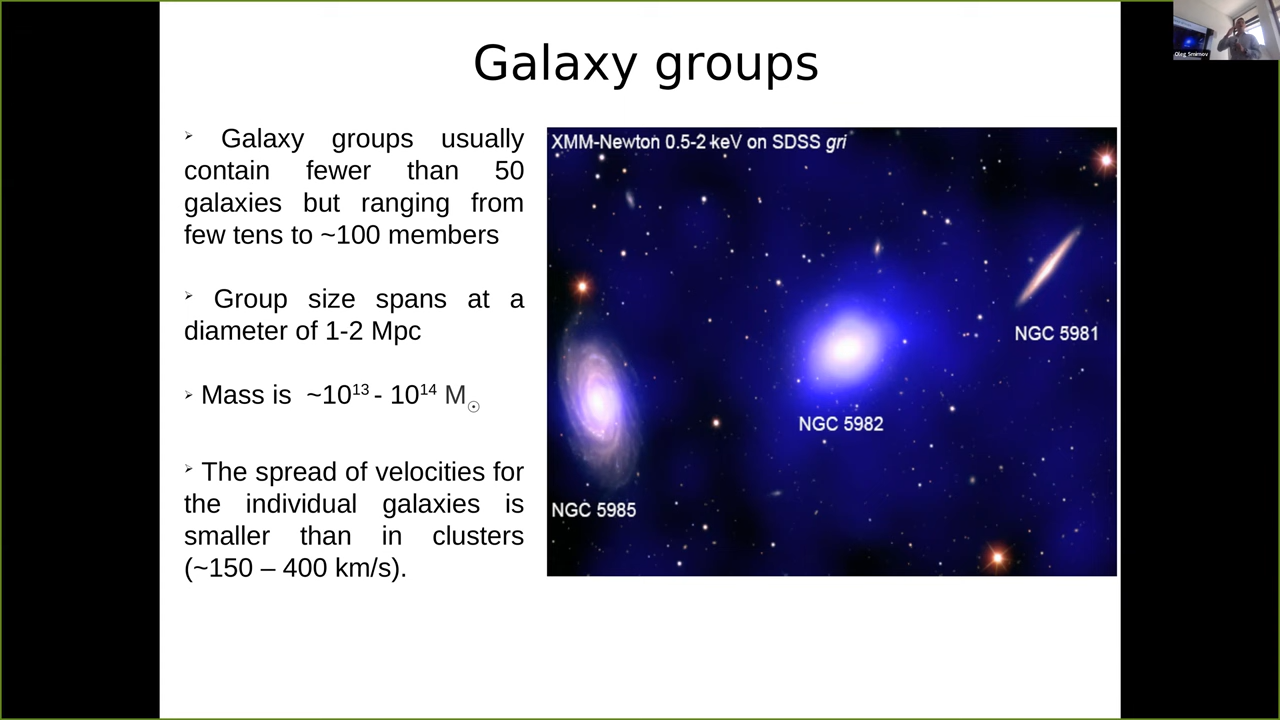 Galaxy groups
➢ Galaxy groups usually
contain fewer than 50
galaxies but ranging from
few tens to ~100 members
➢ Group size spans at a
diameter of 1-2 Mpc
➢ Mass is ~10¹³ - 10¹⁴ M☉
➢ The spread of velocities for
the individual galaxies is
smaller than in clusters
(~150 – 400 km/s).
XMM-Newton 0.5-2 keV on SDSS gri
NGC 5981
NGC 5982
NGC 5985
Oleg Smirnov